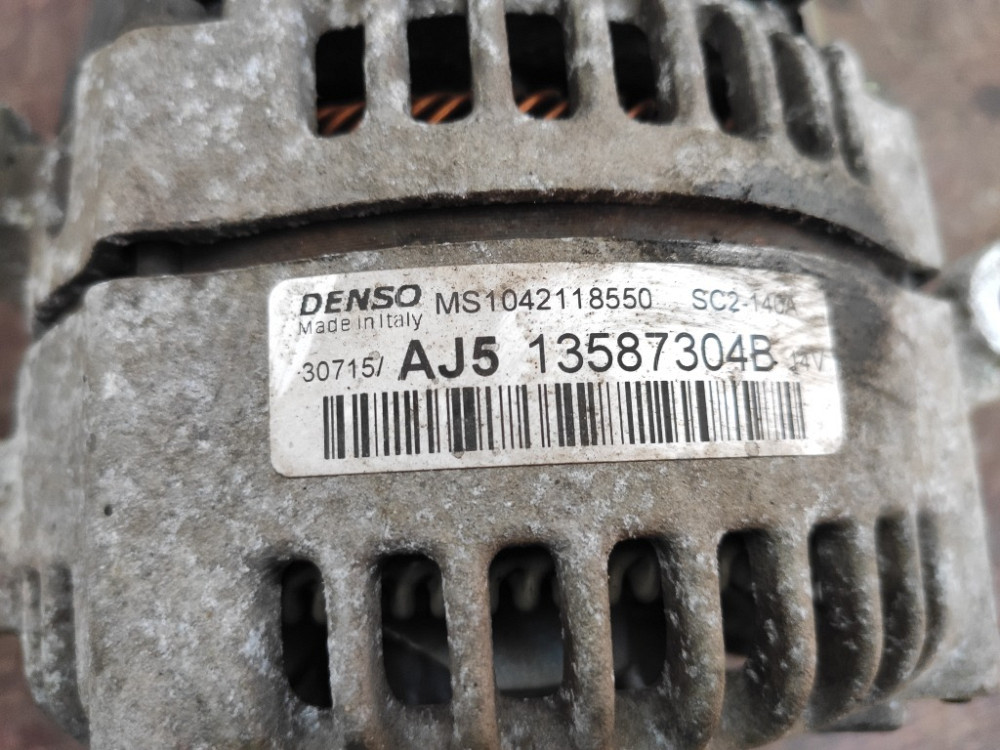 DENSO MS1042118550 SC2-140A
Made in Italy
30715/ AJ5 13587304B 14V